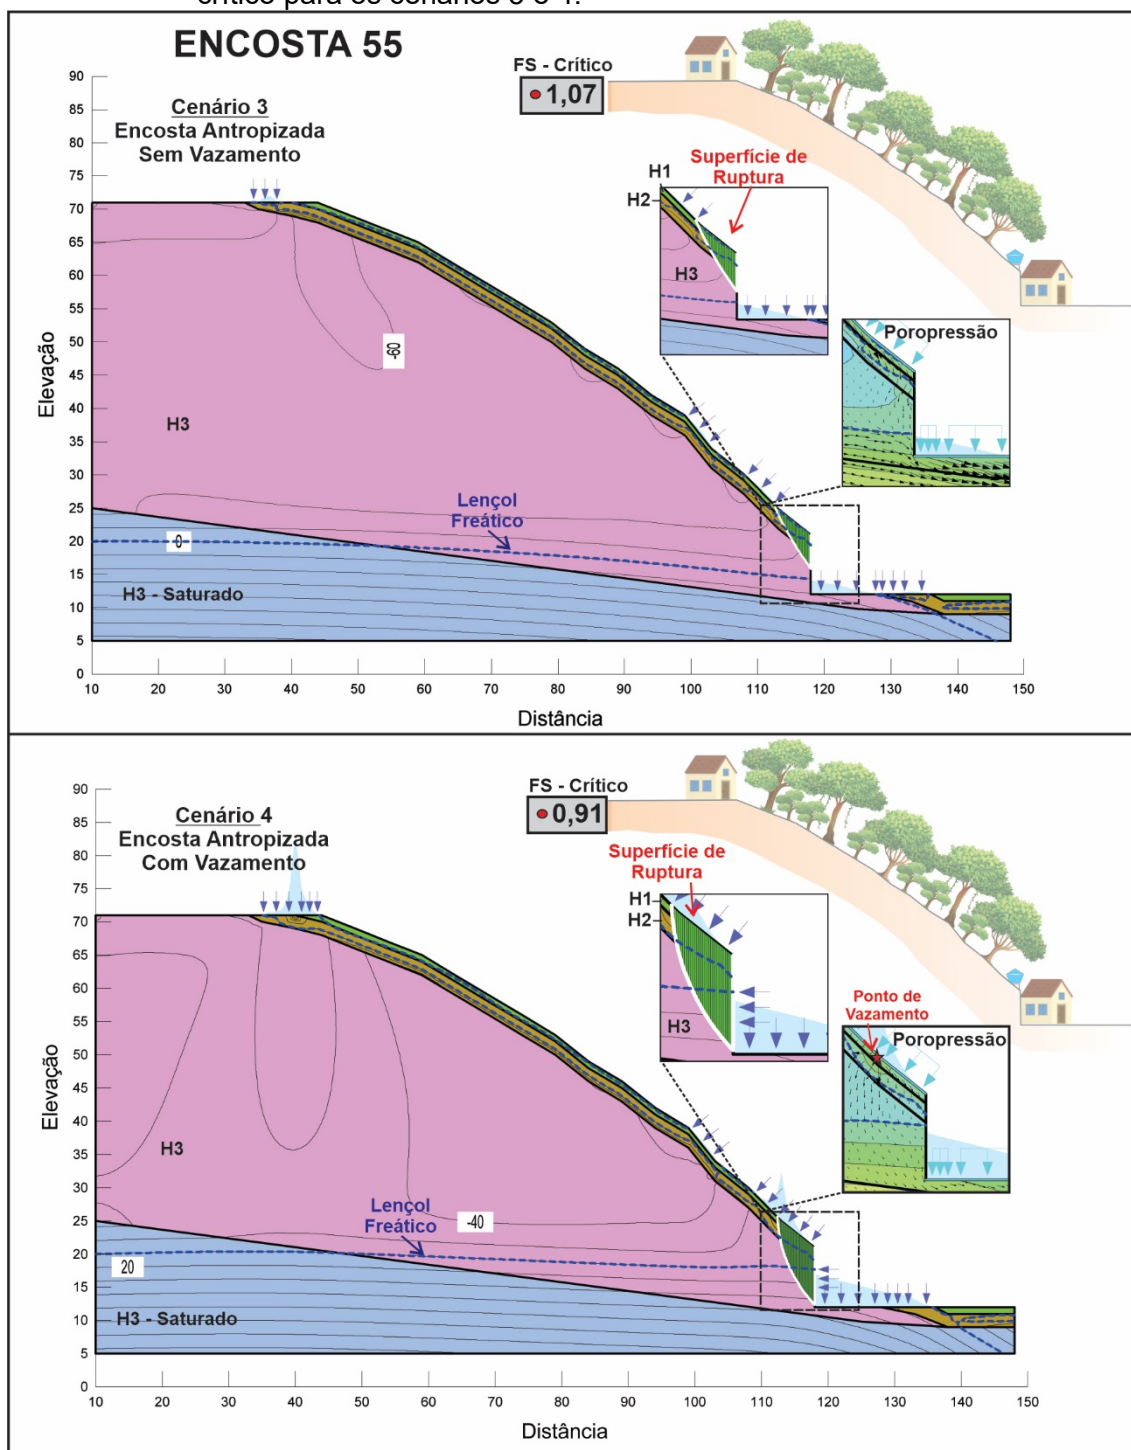 crítico para os cenários 3 e 4.
ENCOSTA 55
FS - Crítico
1,07
Cenário 3
Encosta Antropizada
Sem Vazamento
Superfície de
Ruptura
H1
H2
H3
Poropressão
90
85
80
75
70
65
60
55
50
45
40
35
30
25
20
15
10
5
0
Elevação
-60
H3
Lençol
Freático
0
H3 - Saturado
10 20 30 40 50 60 70 80 90 100 110 120 130 140 150
Distância
FS - Crítico
0,91
Cenário 4
Encosta Antropizada
Com Vazamento
Superfície de
Ruptura
H1
H2
H3
Ponto de
Vazamento
Poropressão
90
85
80
75
70
65
60
55
50
45
40
35
30
25
20
15
10
5
0
Elevação
H3
Lençol
Freático
-40
20
H3 - Saturado
10 20 30 40 50 60 70 80 90 100 110 120 130 140 150
Distância